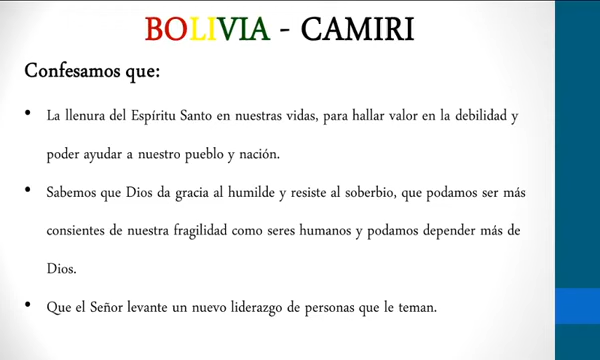 BOLIVIA - CAMIRI
Confesamos que:
• La llenura del Espíritu Santo en nuestras vidas, para hallar valor en la debilidad y
poder ayudar a nuestro pueblo y nación.
• Sabemos que Dios da gracia al humilde y resiste al soberbio, que podamos ser más
consientes de nuestra fragilidad como seres humanos y podamos depender más de
Dios.
• Que el Señor levante un nuevo liderazgo de personas que le teman.